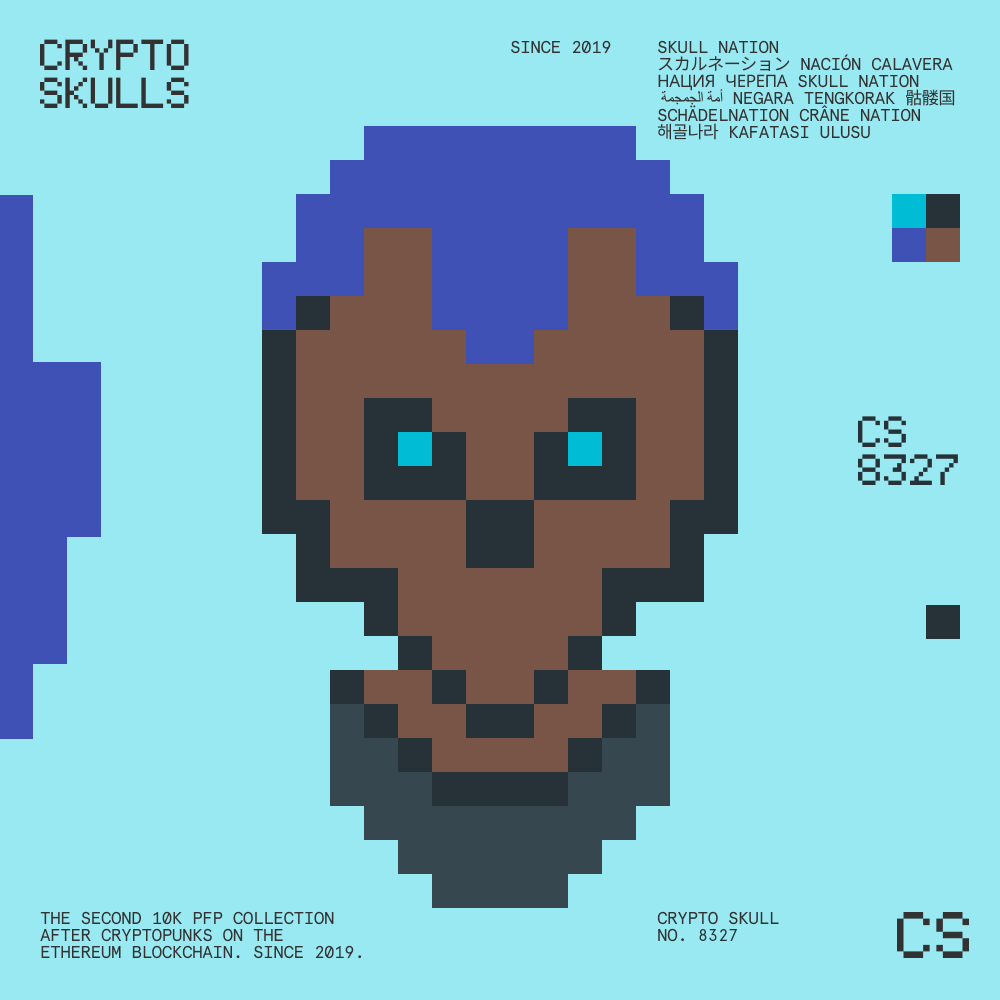 CRYPTO
SKULLS
SINCE 2019
SKULL NATION
スカルネーション NACIÓN CALAVERA
НАЦИЯ ЧЕРЕПА SKULL NATION
أمة الجمجمة NEGARA TENGKORAK 骷髅国
SCHÄDELNATION CRÂNE NATION
해골나라 KAFATASI ULUSU
CS
8327
THE SECOND 10K PFP COLLECTION
AFTER CRYPTOPUNKS ON THE
ETHEREUM BLOCKCHAIN. SINCE 2019.
CRYPTO SKULL
NO. 8327
CS